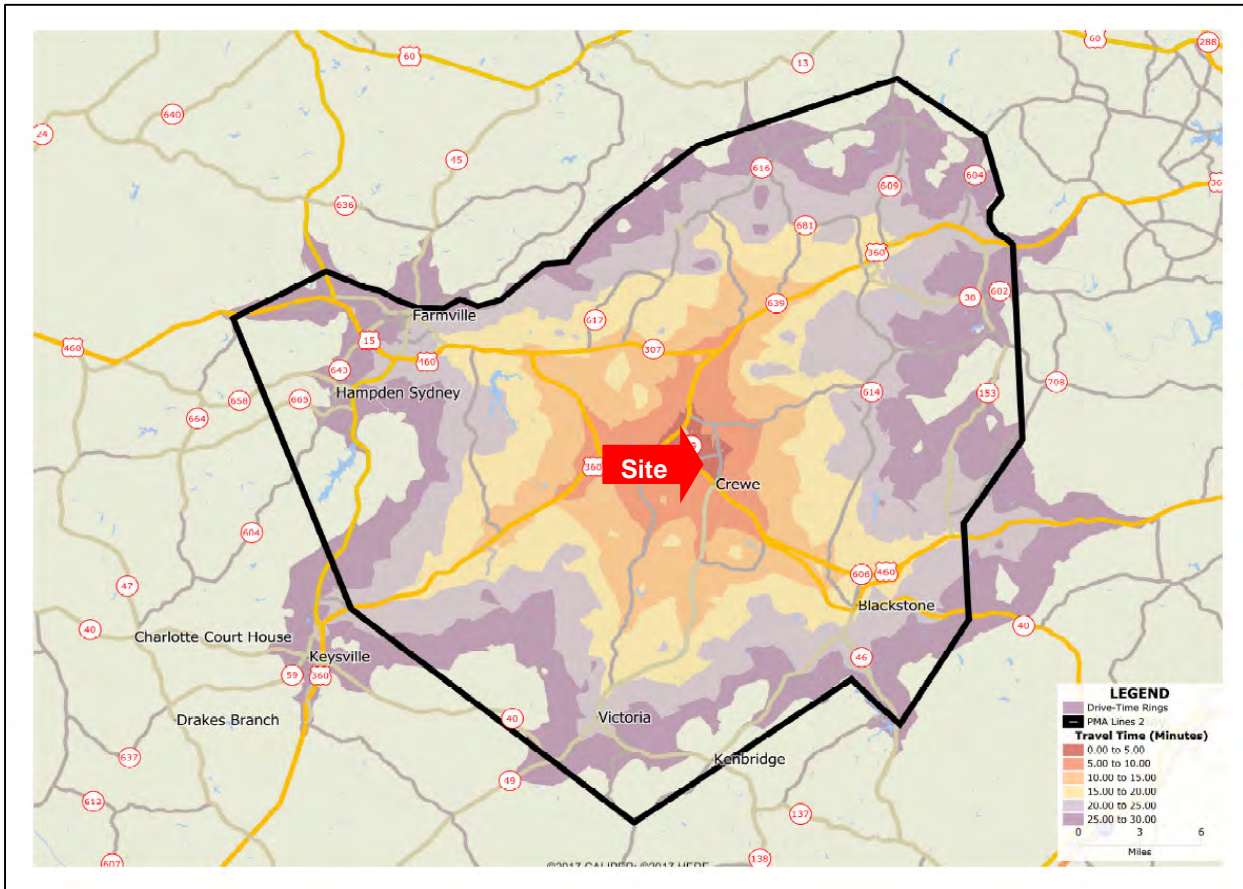 60
288
13
60
640
24
45
616
604
609
36
636
681
360
38
602
639
Farmville
617
15
307
460
460
643
Hampden Sydney
708
614
153
658
663
664
360
Site
Crewe
604
47
606
460
Blackstone
40
40
Charlotte Court House
Keysville
46
59
360
Drakes Branch
40
Victoria
Kenbridge
637
49
612
137
607
138
©2017 CALIPER; ©2017 HERE
LEGEND
Drive-Time Rings
PMA Lines 2
Travel Time (Minutes)
0.00 to 5.00
5.00 to 10.00
10.00 to 15.00
15.00 to 20.00
20.00 to 25.00
25.00 to 30.00
0 3 6
Miles